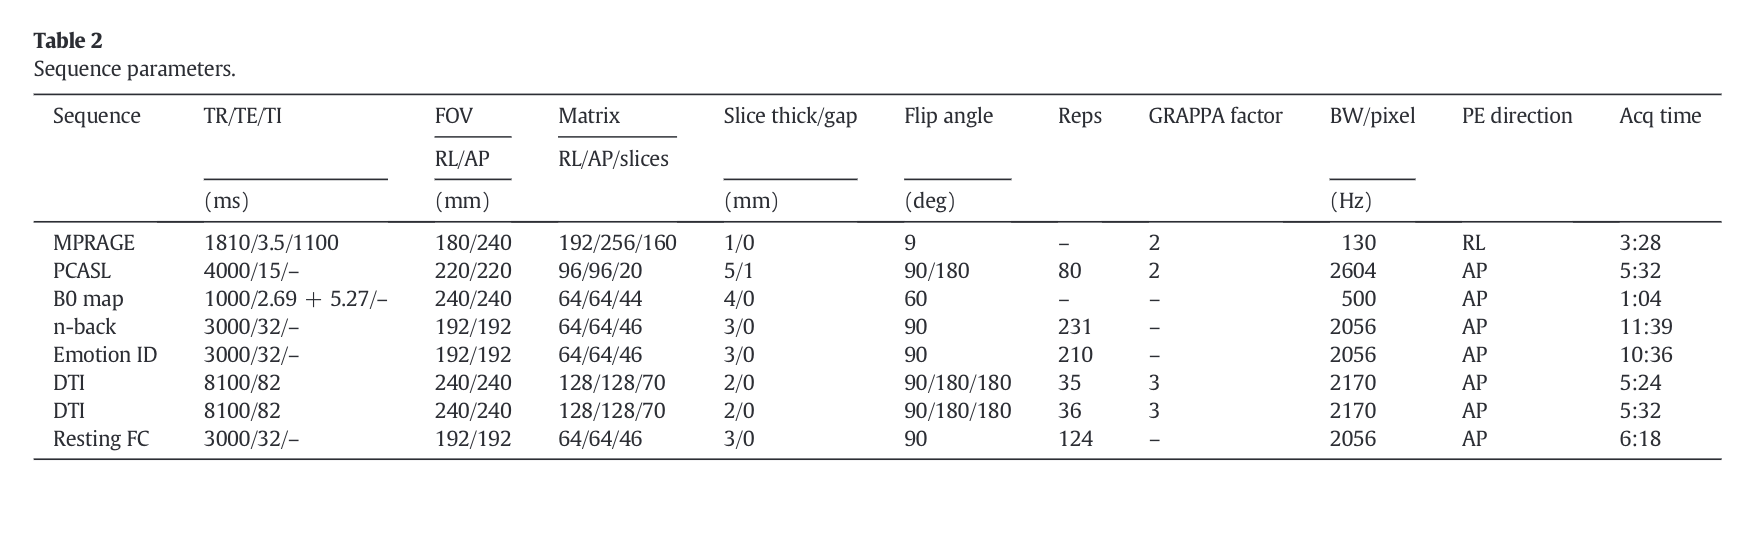 Table 2
Sequence parameters.
Sequence TR/TE/TI FOV Matrix Slice thick/gap Flip angle Reps GRAPPA factor BW/pixel PE direction Acq time
RL/AP RL/AP/slices
(ms) (mm) (mm) (deg) (Hz)
MPRAGE 1810/3.5/1100 180/240 192/256/160 1/0 9 – 2 130 RL 3:28
PCASL 4000/15/– 220/220 96/96/20 5/1 90/180 80 2 2604 AP 5:32
B0 map 1000/2.69 + 5.27/– 240/240 64/64/44 4/0 60 – – 500 AP 1:04
n-back 3000/32/– 192/192 64/64/46 3/0 90 231 – 2056 AP 11:39
Emotion ID 3000/32/– 192/192 64/64/46 3/0 90 210 – 2056 AP 10:36
DTI 8100/82 240/240 128/128/70 2/0 90/180/180 35 3 2170 AP 5:24
DTI 8100/82 240/240 128/128/70 2/0 90/180/180 36 3 2170 AP 5:32
Resting FC 3000/32/– 192/192 64/64/46 3/0 90 124 – 2056 AP 6:18